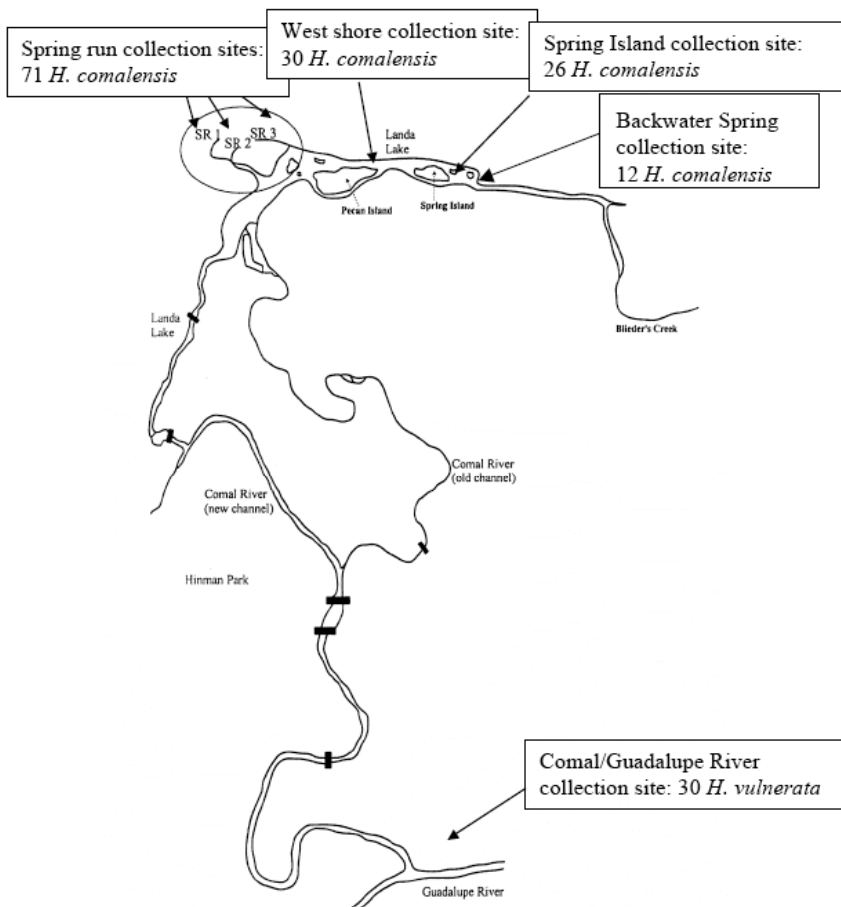 Spring run collection sites:
71 H. comalensis
West shore collection site:
30 H. comalensis
Spring Island collection site:
26 H. comalensis
Backwater Spring
collection site:
12 H. comalensis
SR 1
SR 2
SR 3
Landa
Lake
Pecan Island
Spring Island
Blieder's Creek
Landa
Lake
Comal River
(old channel)
Comal River
(new channel)
Hinman Park
Comal/Guadalupe River
collection site: 30 H. vulnerata
Guadalupe River